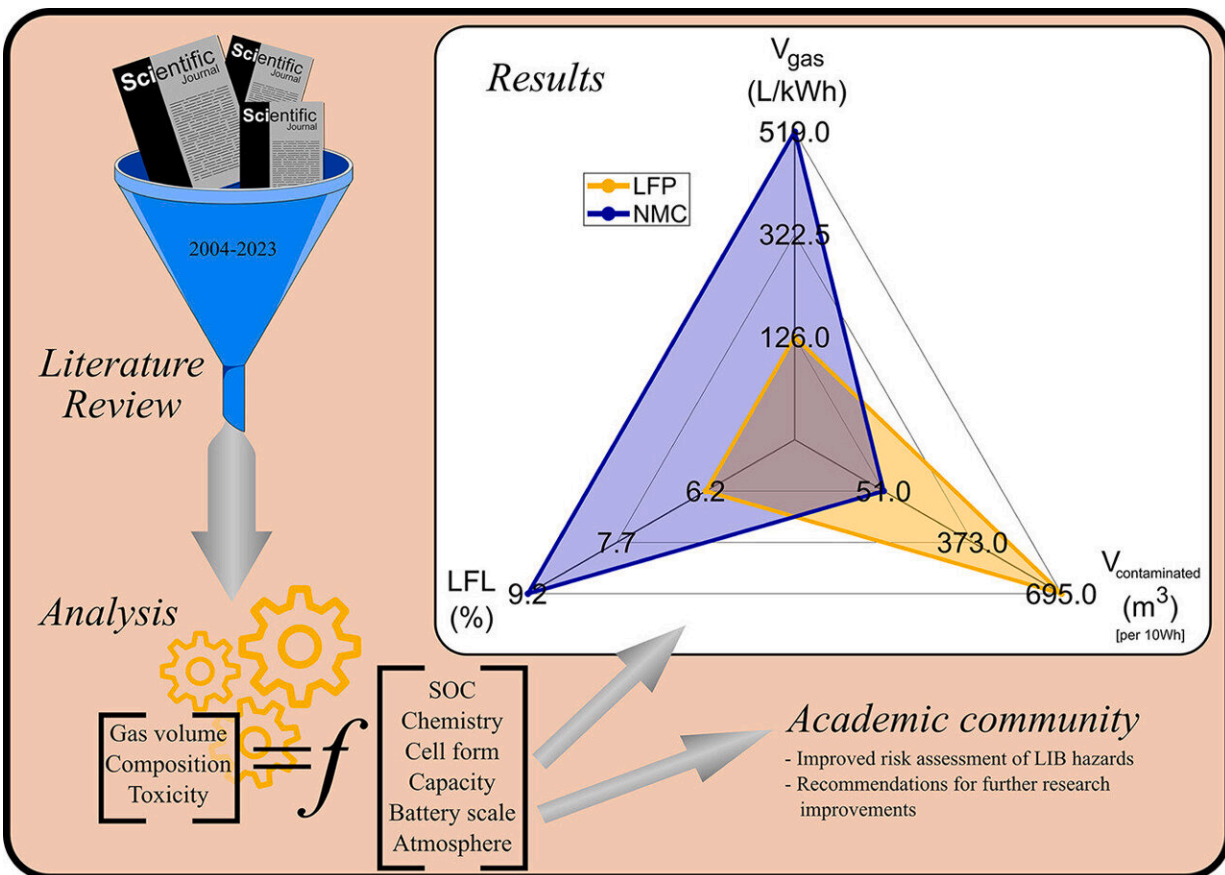 Scientific
Journal
Scientific
Journal
Scientific
Journal
2004-2023
Literature
Review
Analysis
Gas volume
Composition
Toxicity
= f
SOC
Chemistry
Cell form
Capacity
Battery scale
Atmosphere
Results
LFP
NMC
Vgas
(L/kWh)
519.0
322.5
126.0
6.2
7.7
9.2
LFL
(%)
51.0
373.0
695.0
Vcontaminated
(m³)
[per 10Wh]
Academic community
- Improved risk assessment of LIB hazards
- Recommendations for further research
improvements